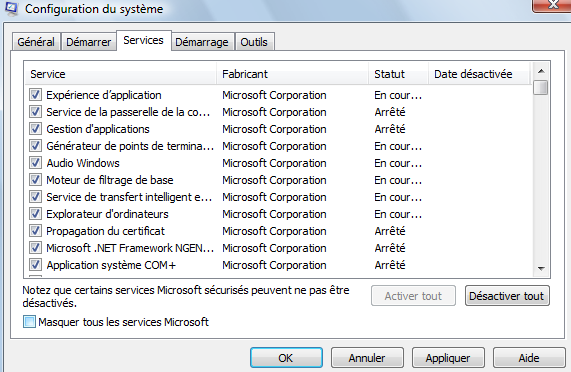 Configuration du système
Général Démarrer Services Démarrage Outils
Service Fabricant Statut Date désactivée
Expérience d'application Microsoft Corporation En cour...
Service de la passerelle de la co... Microsoft Corporation Arrêté
Gestion d'applications Microsoft Corporation Arrêté
Générateur de points de termina... Microsoft Corporation En cour...
Audio Windows Microsoft Corporation En cour...
Moteur de filtrage de base Microsoft Corporation En cour...
Service de transfert intelligent e... Microsoft Corporation En cour...
Explorateur d'ordinateurs Microsoft Corporation En cour...
Propagation du certificat Microsoft Corporation Arrêté
Microsoft .NET Framework NGEN... Microsoft Corporation Arrêté
Application système COM+ Microsoft Corporation Arrêté
Notez que certains services Microsoft sécurisés peuvent ne pas être
désactivés.
Activer tout Désactiver tout
Masquer tous les services Microsoft
OK Annuler Appliquer Aide